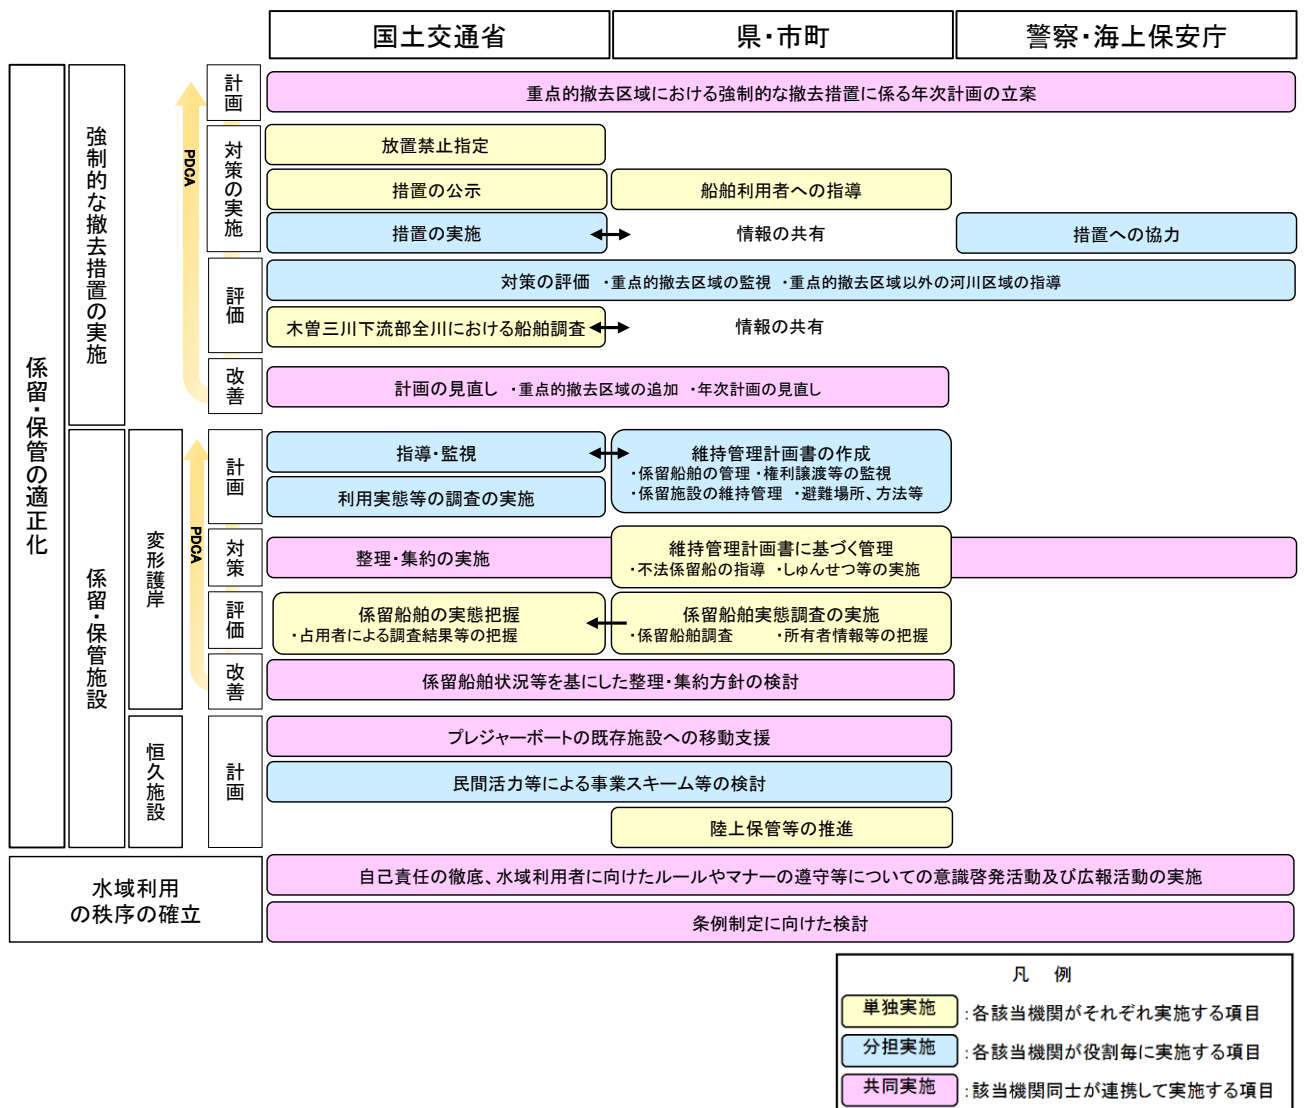 国土交通省
県・市町
警察・海上保安庁
係留・保管の適正化
強制的な撤去措置の実施
PDCA
計画
重点的撤去区域における強制的な撤去措置に係る年次計画の立案
対策の実施
放置禁止指定
措置の公示
船舶利用者への指導
措置の実施
情報の共有
措置への協力
評価
対策の評価 ・重点的撤去区域の監視 ・重点的撤去区域以外の河川区域の指導
木曽三川下流部全川における船舶調査
情報の共有
改善
計画の見直し ・重点的撤去区域の追加 ・年次計画の見直し
係留・保管施設
変形護岸
PDCA
計画
指導・監視
維持管理計画書の作成
・係留船舶の管理 ・権利譲渡等の監視
・係留施設の維持管理 ・避難場所、方法等
利用実態等の調査の実施
対策
整理・集約の実施
維持管理計画書に基づく管理
・不法係留船の指導 ・しゅんせつ等の実施
評価
係留船舶の実態把握
・占用者による調査結果等の把握
係留船舶実態調査の実施
・係留船舶調査 ・所有者情報等の把握
改善
係留船舶状況等を基にした整理・集約方針の検討
恒久施設
計画
プレジャーボートの既存施設への移動支援
民間活力等による事業スキーム等の検討
陸上保管等の推進
水域利用
の秩序の確立
自己責任の徹底、水域利用者に向けたルールやマナーの遵守等についての意識啓発活動及び広報活動の実施
条例制定に向けた検討
凡 例
単独実施 :各該当機関がそれぞれ実施する項目
分担実施 :各該当機関が役割毎に実施する項目
共同実施 :該当機関同士が連携して実施する項目